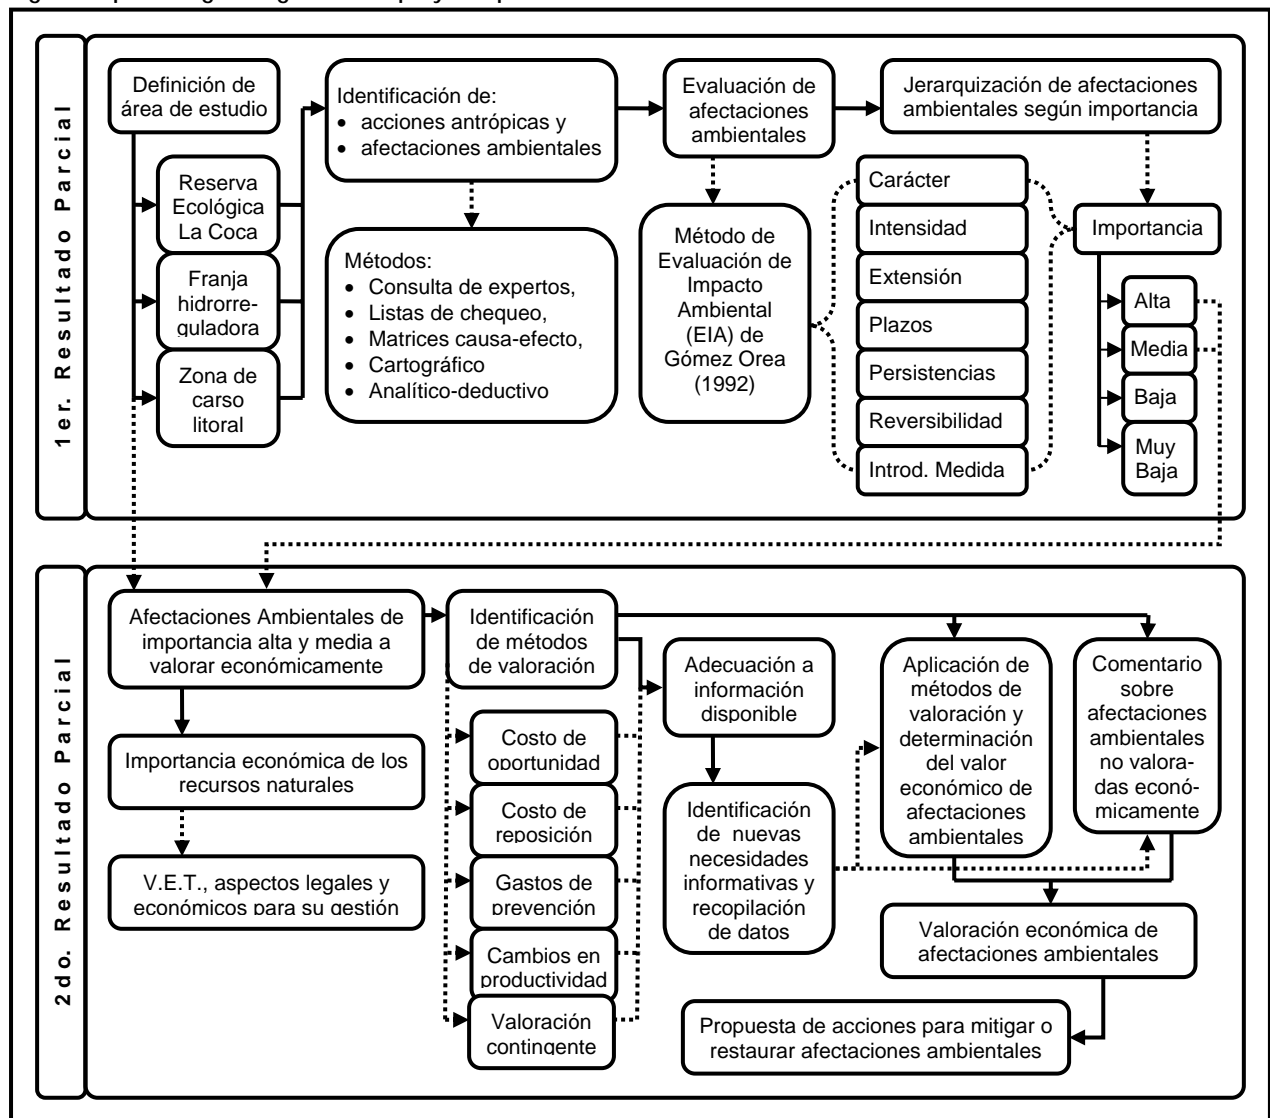 1er. Resultado Parcial
Definición de
área de estudio
Reserva
Ecológica
La Coca
Franja
hidrorre-
guladora
Zona de
carso
litoral
Identificación de:
• acciones antrópicas y
• afectaciones ambientales
Métodos:
• Consulta de expertos,
• Listas de chequeo,
• Matrices causa-efecto,
• Cartográfico
• Analítico-deductivo
Evaluación de
afectaciones
ambientales
Método de
Evaluación de
Impacto
Ambiental
(EIA) de
Gómez Orea
(1992)
Jerarquización de afectaciones
ambientales según importancia
Carácter
Intensidad
Extensión
Plazos
Persistencias
Reversibilidad
Introd. Medida
Importancia
Alta
Media
Baja
Muy
Baja
2do. Resultado Parcial
Afectaciones Ambientales de
importancia alta y media a
valorar económicamente
Importancia económica de los
recursos naturales
V.E.T., aspectos legales y
económicos para su gestión
Identificación
de métodos
de valoración
Costo de
oportunidad
Costo de
reposición
Gastos de
prevención
Cambios en
productividad
Valoración
contingente
Adecuación a
información
disponible
Identificación
de nuevas
necesidades
informativas y
recopilación
de datos
Aplicación de
métodos de
valoración y
determinación
del valor
económico de
afectaciones
ambientales
Comentario
sobre
afectaciones
ambientales
no valora-
das econó-
micamente
Valoración económica de
afectaciones ambientales
Propuesta de acciones para mitigar o
restaurar afectaciones ambientales